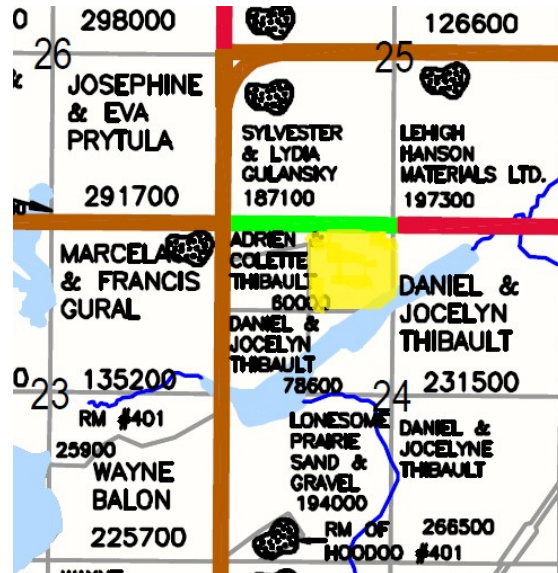 298000
126600
26
25
JOSEPHINE
& EVA
PRYTULA
291700
SYLVESTER
& LYDIA
GULANSKY
187100
LEHIGH
HANSON
MATERIALS LTD.
197300
& FRANCIS
GURAL
135200
ADRIEN &
COLETTE
THIBAULT
60000
DANIEL &
JOCELYN
THIBAULT
78600
DANIEL &
JOCELYN
THIBAULT
231500
23
24
RM #401
25900
WAYNE
BALON
225700
LONESOME
PRAIRIE
SAND &
GRAVEL
194000
DANIEL &
JOCELYNE
THIBAULT
266500
RM OF
HOODOO #401
WAYNE